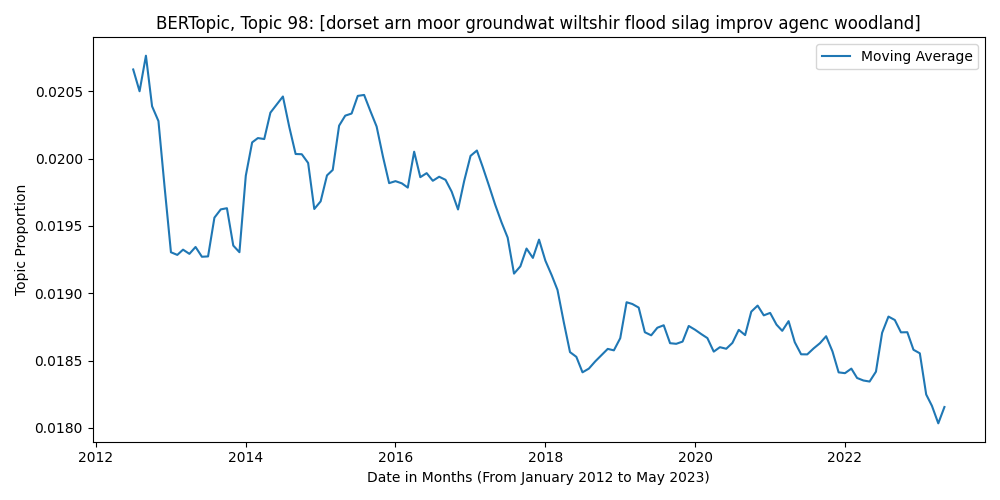 BERTopic, Topic 98: [dorset arn moor groundwat wiltshir flood silag improv agenc woodland]
Moving Average
Topic Proportion
0.0205
0.0200
0.0195
0.0190
0.0185
0.0180
2012 2014 2016 2018 2020 2022
Date in Months (From January 2012 to May 2023)